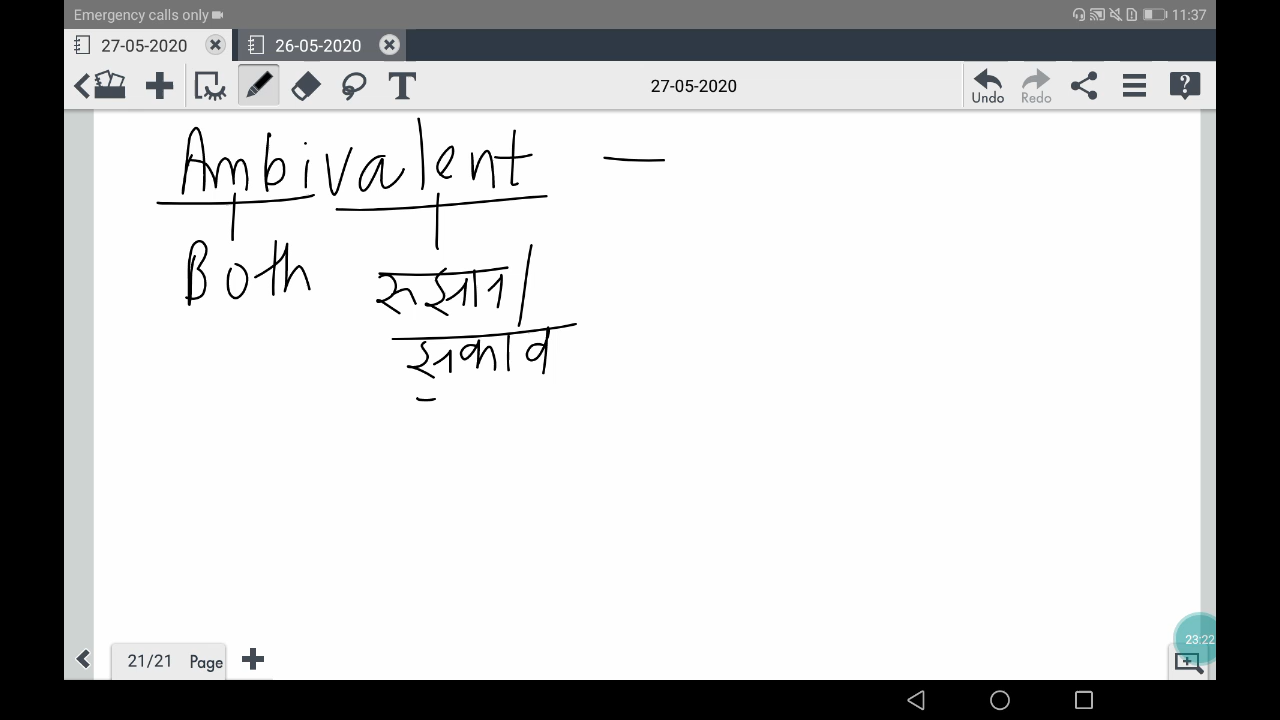 Emergency calls only 11:37
27-05-2020 26-05-2020
27-05-2020 Undo Redo
Ambivalent —
Both रुझान/
झुकाव
21/21 Page 23:22